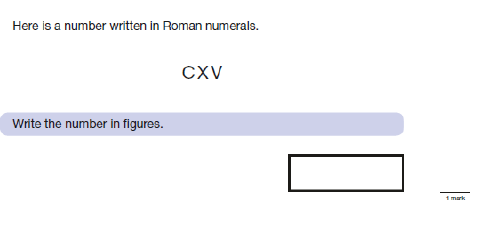 Here is a number written in Roman numerals.
CXV
Write the number in figures.
1 mark